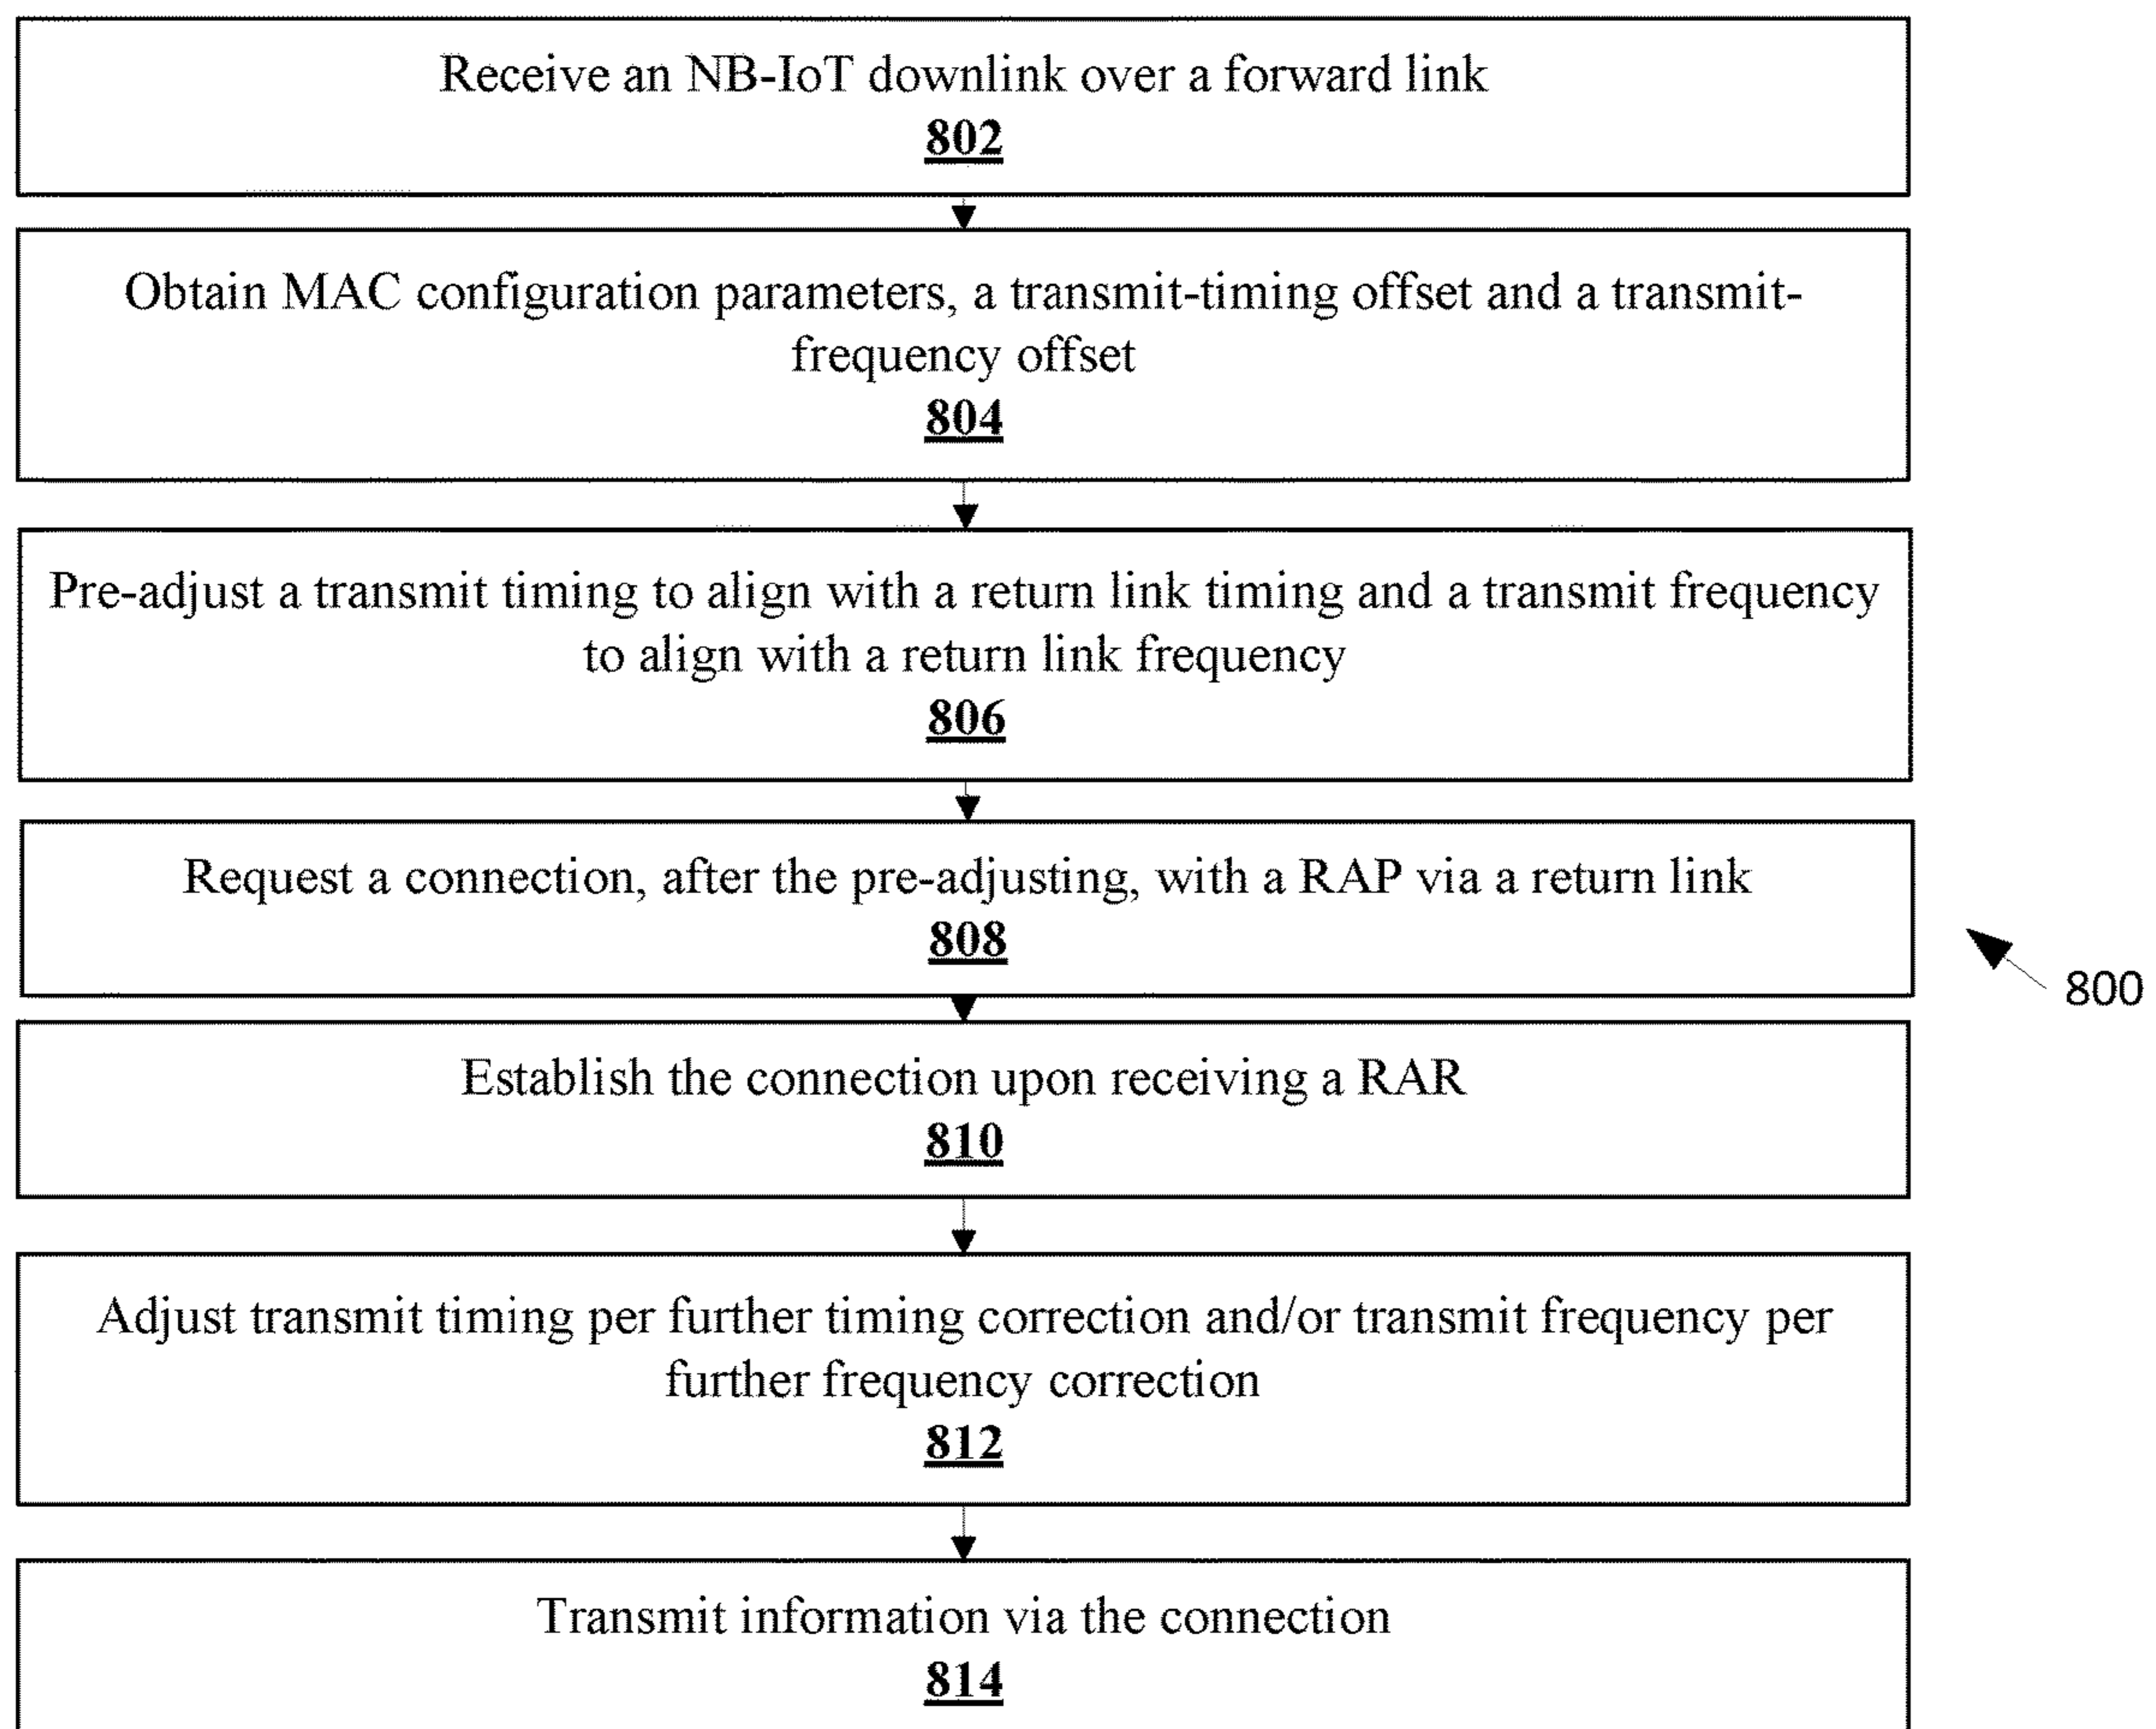 Receive an NB-IoT downlink over a forward link
802
Obtain MAC configuration parameters, a transmit-timing offset and a transmit-
frequency offset
804
Pre-adjust a transmit timing to align with a return link timing and a transmit frequency
to align with a return link frequency
806
Request a connection, after the pre-adjusting, with a RAP via a return link
808
800
Establish the connection upon receiving a RAR
810
Adjust transmit timing per further timing correction and/or transmit frequency per
further frequency correction
812
Transmit information via the connection
814